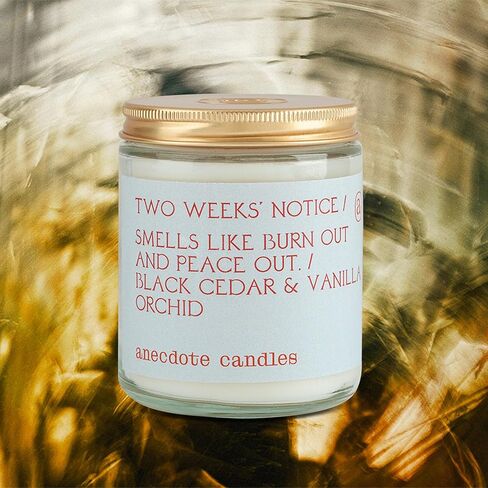 TWO WEEKS' NOTICE /
SMELLS LIKE BURN OUT
AND PEACE OUT. /
BLACK CEDAR & VANILLA
ORCHID
anecdote candles